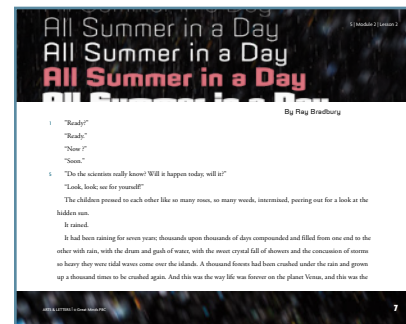 All Summer in a Day
5 | Module 2 | Lesson 2
All Summer in a Day
All Summer in a Day
All Summer in a Day
All Summer in a Day
By Ray Bradbury
1 "Ready?"
"Ready."
"Now ?"
"Soon."
5 "Do the scientists really know? Will it happen today, will it?"
"Look, look; see for yourself!"
The children pressed to each other like so many roses, so many weeds, intermixed, peering out for a look at the
hidden sun.
It rained.
It had been raining for seven years; thousands upon thousands of days compounded and filled from one end to the
other with rain, with the drum and gush of water, with the sweet crystal fall of showers and the concussion of storms
so heavy they were tidal waves come over the islands. A thousand forests had been crushed under the rain and grown
up a thousand times to be crushed again. And this was the way life was forever on the planet Venus, and this was the
ARTS & LETTERS | © Great Minds PBC
7